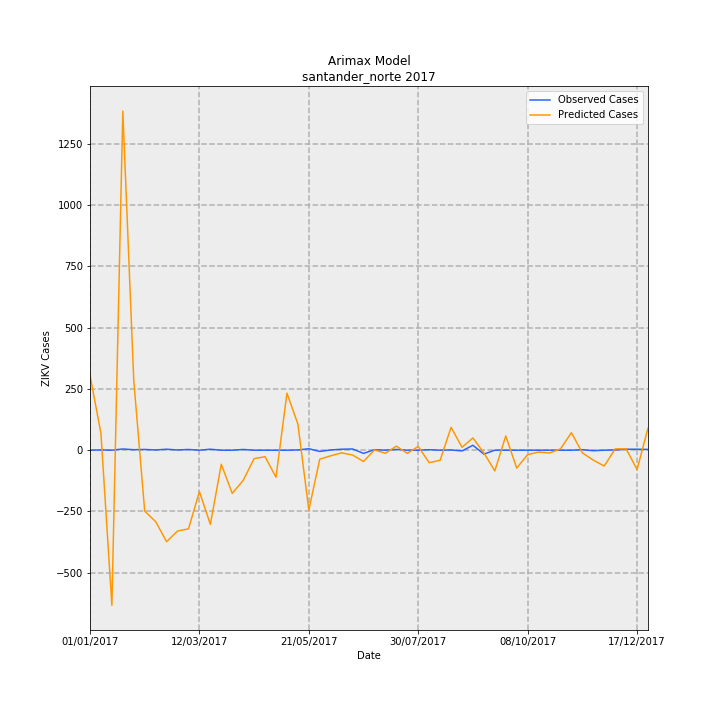 Arimax Model
santander_norte 2017
Observed Cases
Predicted Cases
1250
1000
750
500
250
0
−250
−500
ZIKV Cases
01/01/2017
12/03/2017
21/05/2017
30/07/2017
08/10/2017
17/12/2017
Date